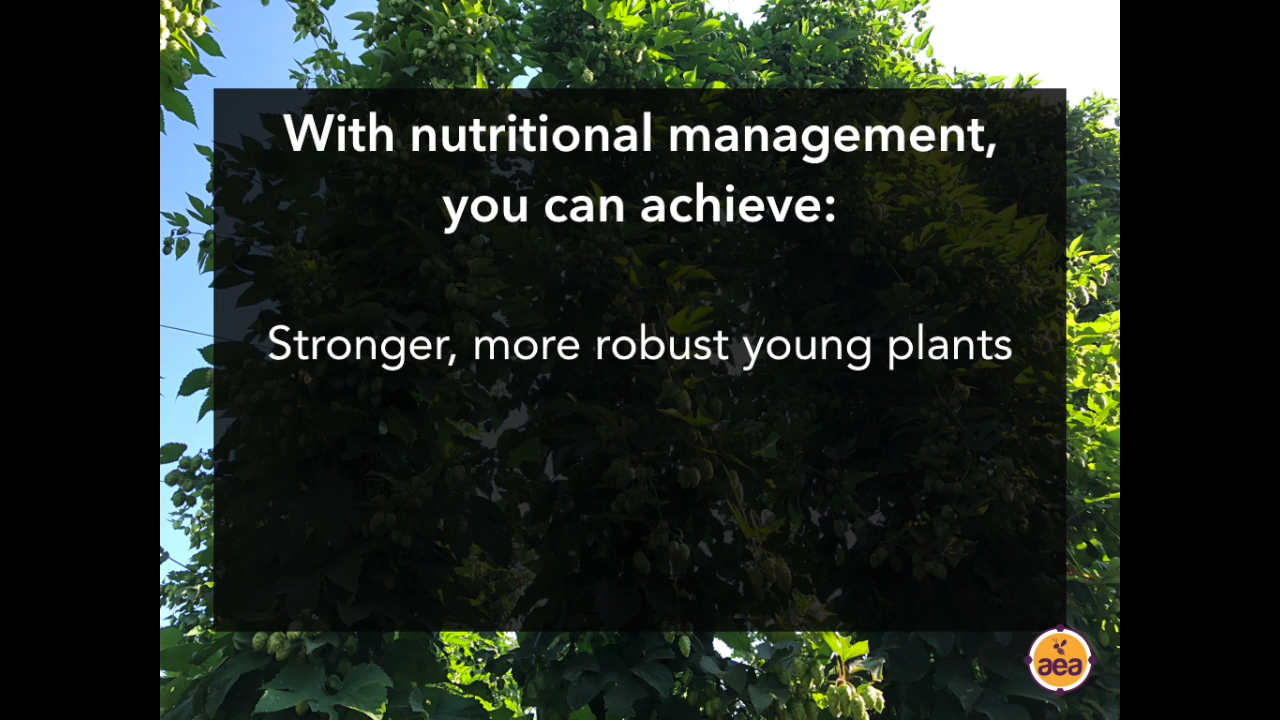 With nutritional management,
you can achieve:
Stronger, more robust young plants
aea